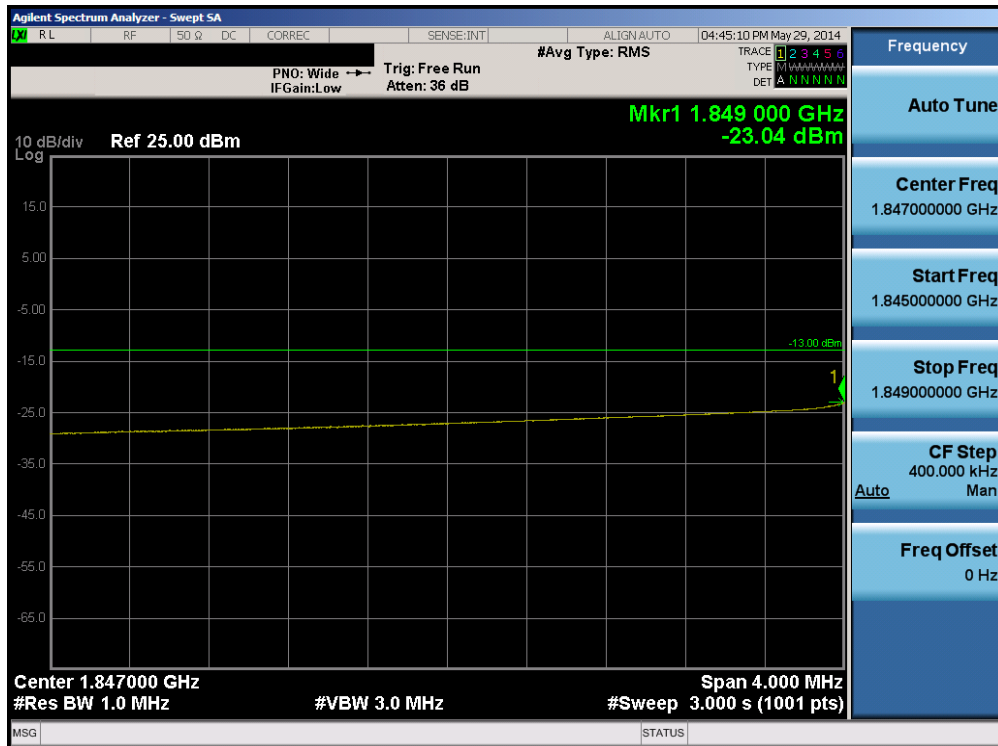 Agilent Spectrum Analyzer - Swept SA
LXI RL RF 50 Ω DC CORREC SENSE:INT ALIGN AUTO 04:45:10 PM May 29, 2014
PNO: Wide
IFGain:Low
Trig: Free Run
Atten: 36 dB
#Avg Type: RMS
TRACE 1 2 3 4 5 6
TYPE M W W W W W
DET A N N N N N
Mkr1 1.849 000 GHz
-23.04 dBm
10 dB/div Ref 25.00 dBm
Log
15.0
5.00
-5.00
-13.00 dBm
-15.0
1
-25.0
-35.0
-45.0
-55.0
-65.0
Center 1.847000 GHz Span 4.000 MHz
#Res BW 1.0 MHz #VBW 3.0 MHz #Sweep 3.000 s (1001 pts)
MSG STATUS
Frequency
Auto Tune
Center Freq
1.847000000 GHz
Start Freq
1.845000000 GHz
Stop Freq
1.849000000 GHz
CF Step
400.000 kHz
Auto Man
Freq Offset
0 Hz